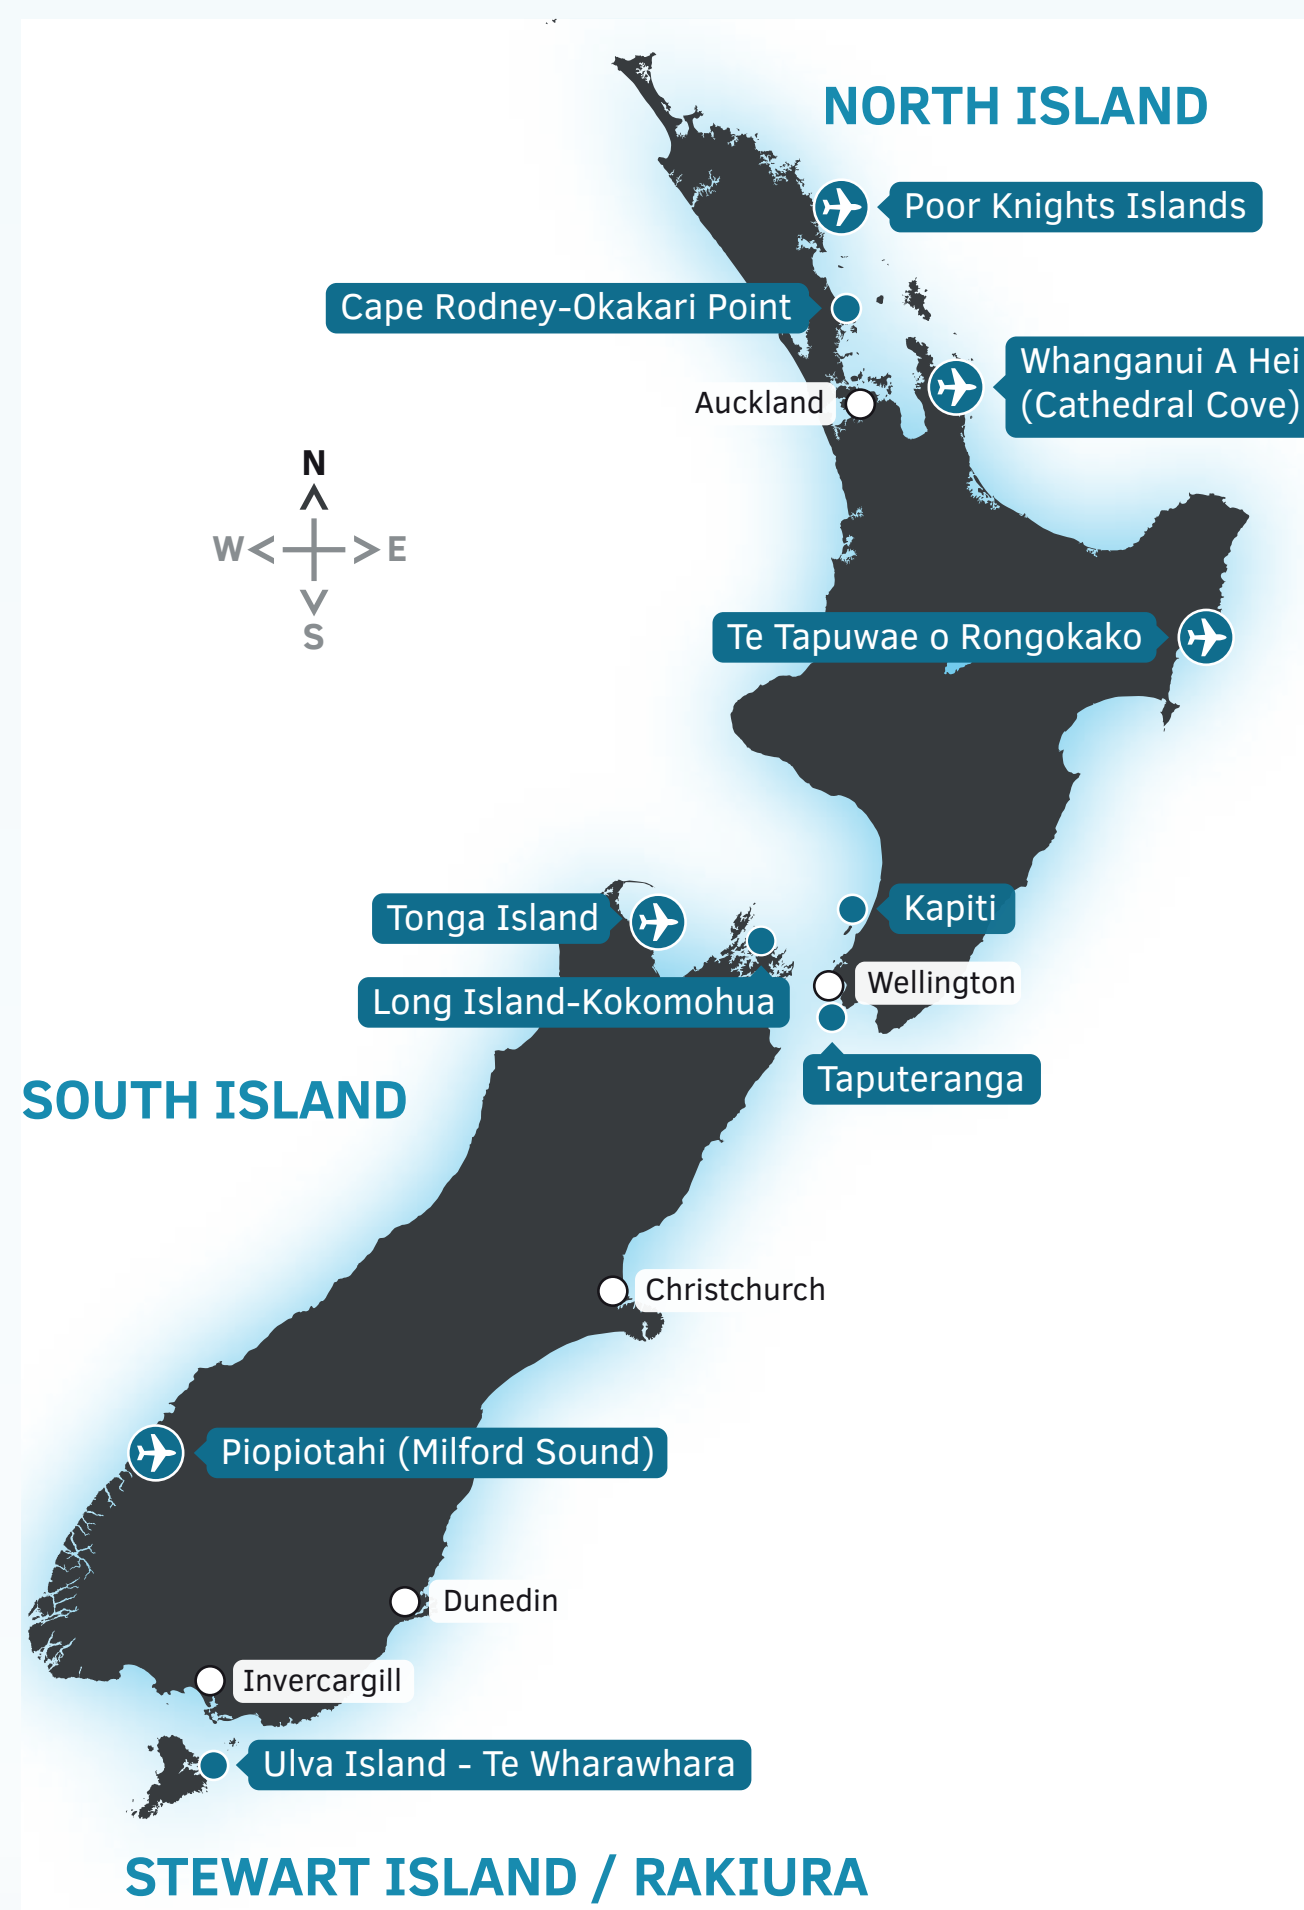 NORTH ISLAND
Poor Knights Islands
Cape Rodney-Okakari Point
Whanganui A Hei
(Cathedral Cove)
Auckland
N
W
E
S
Te Tapuwae o Rongokako
Tonga Island
Kapiti
Wellington
Long Island-Kokomohua
Taputeranga
SOUTH ISLAND
Christchurch
Piopiotahi (Milford Sound)
Dunedin
Invercargill
Ulva Island - Te Wharawhara
STEWART ISLAND / RAKIURA